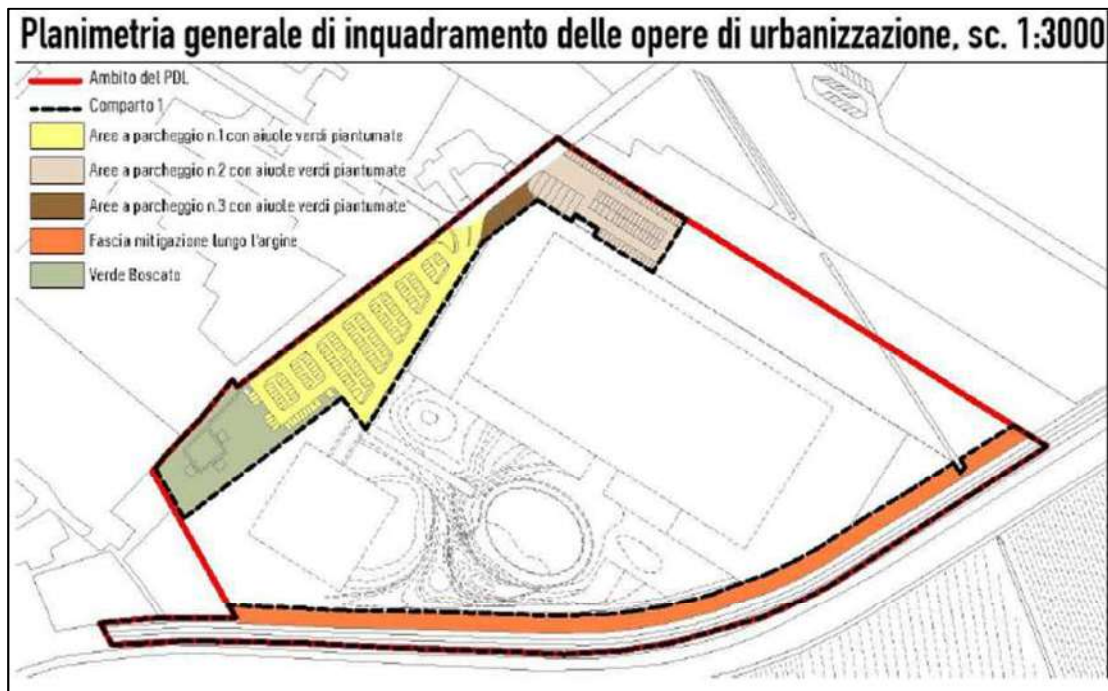 Planimetria generale di inquadramento delle opere di urbanizzazione, sc. 1:3000
Ambito del PDL
Comparto 1
Aree a parcheggio n.1 con aiuole verdi piantumate
Aree a parcheggio n.2 con aiuole verdi piantumate
Aree a parcheggio n.3 con aiuole verdi piantumate
Fascia mitigazione lungo l'argine
Verde Boscato